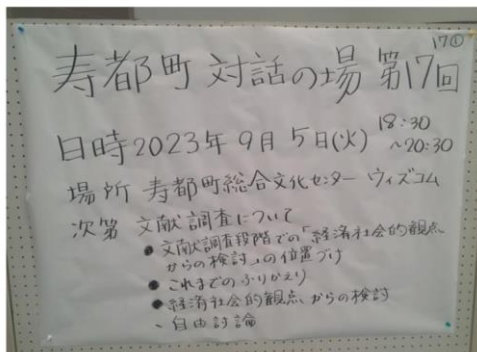 17①
寿都町 対話の場 第17回
日時 2023年 9月 5日(火) 18:30
~20:30
場所 寿都町総合文化センター ウィズコム
次第 文献調査について
● 文献調査段階での「経済社会的観点
からの検討」の位置づけ
● これまでのふりかえり
● 経済社会的観点からの検討
~ 自由討論